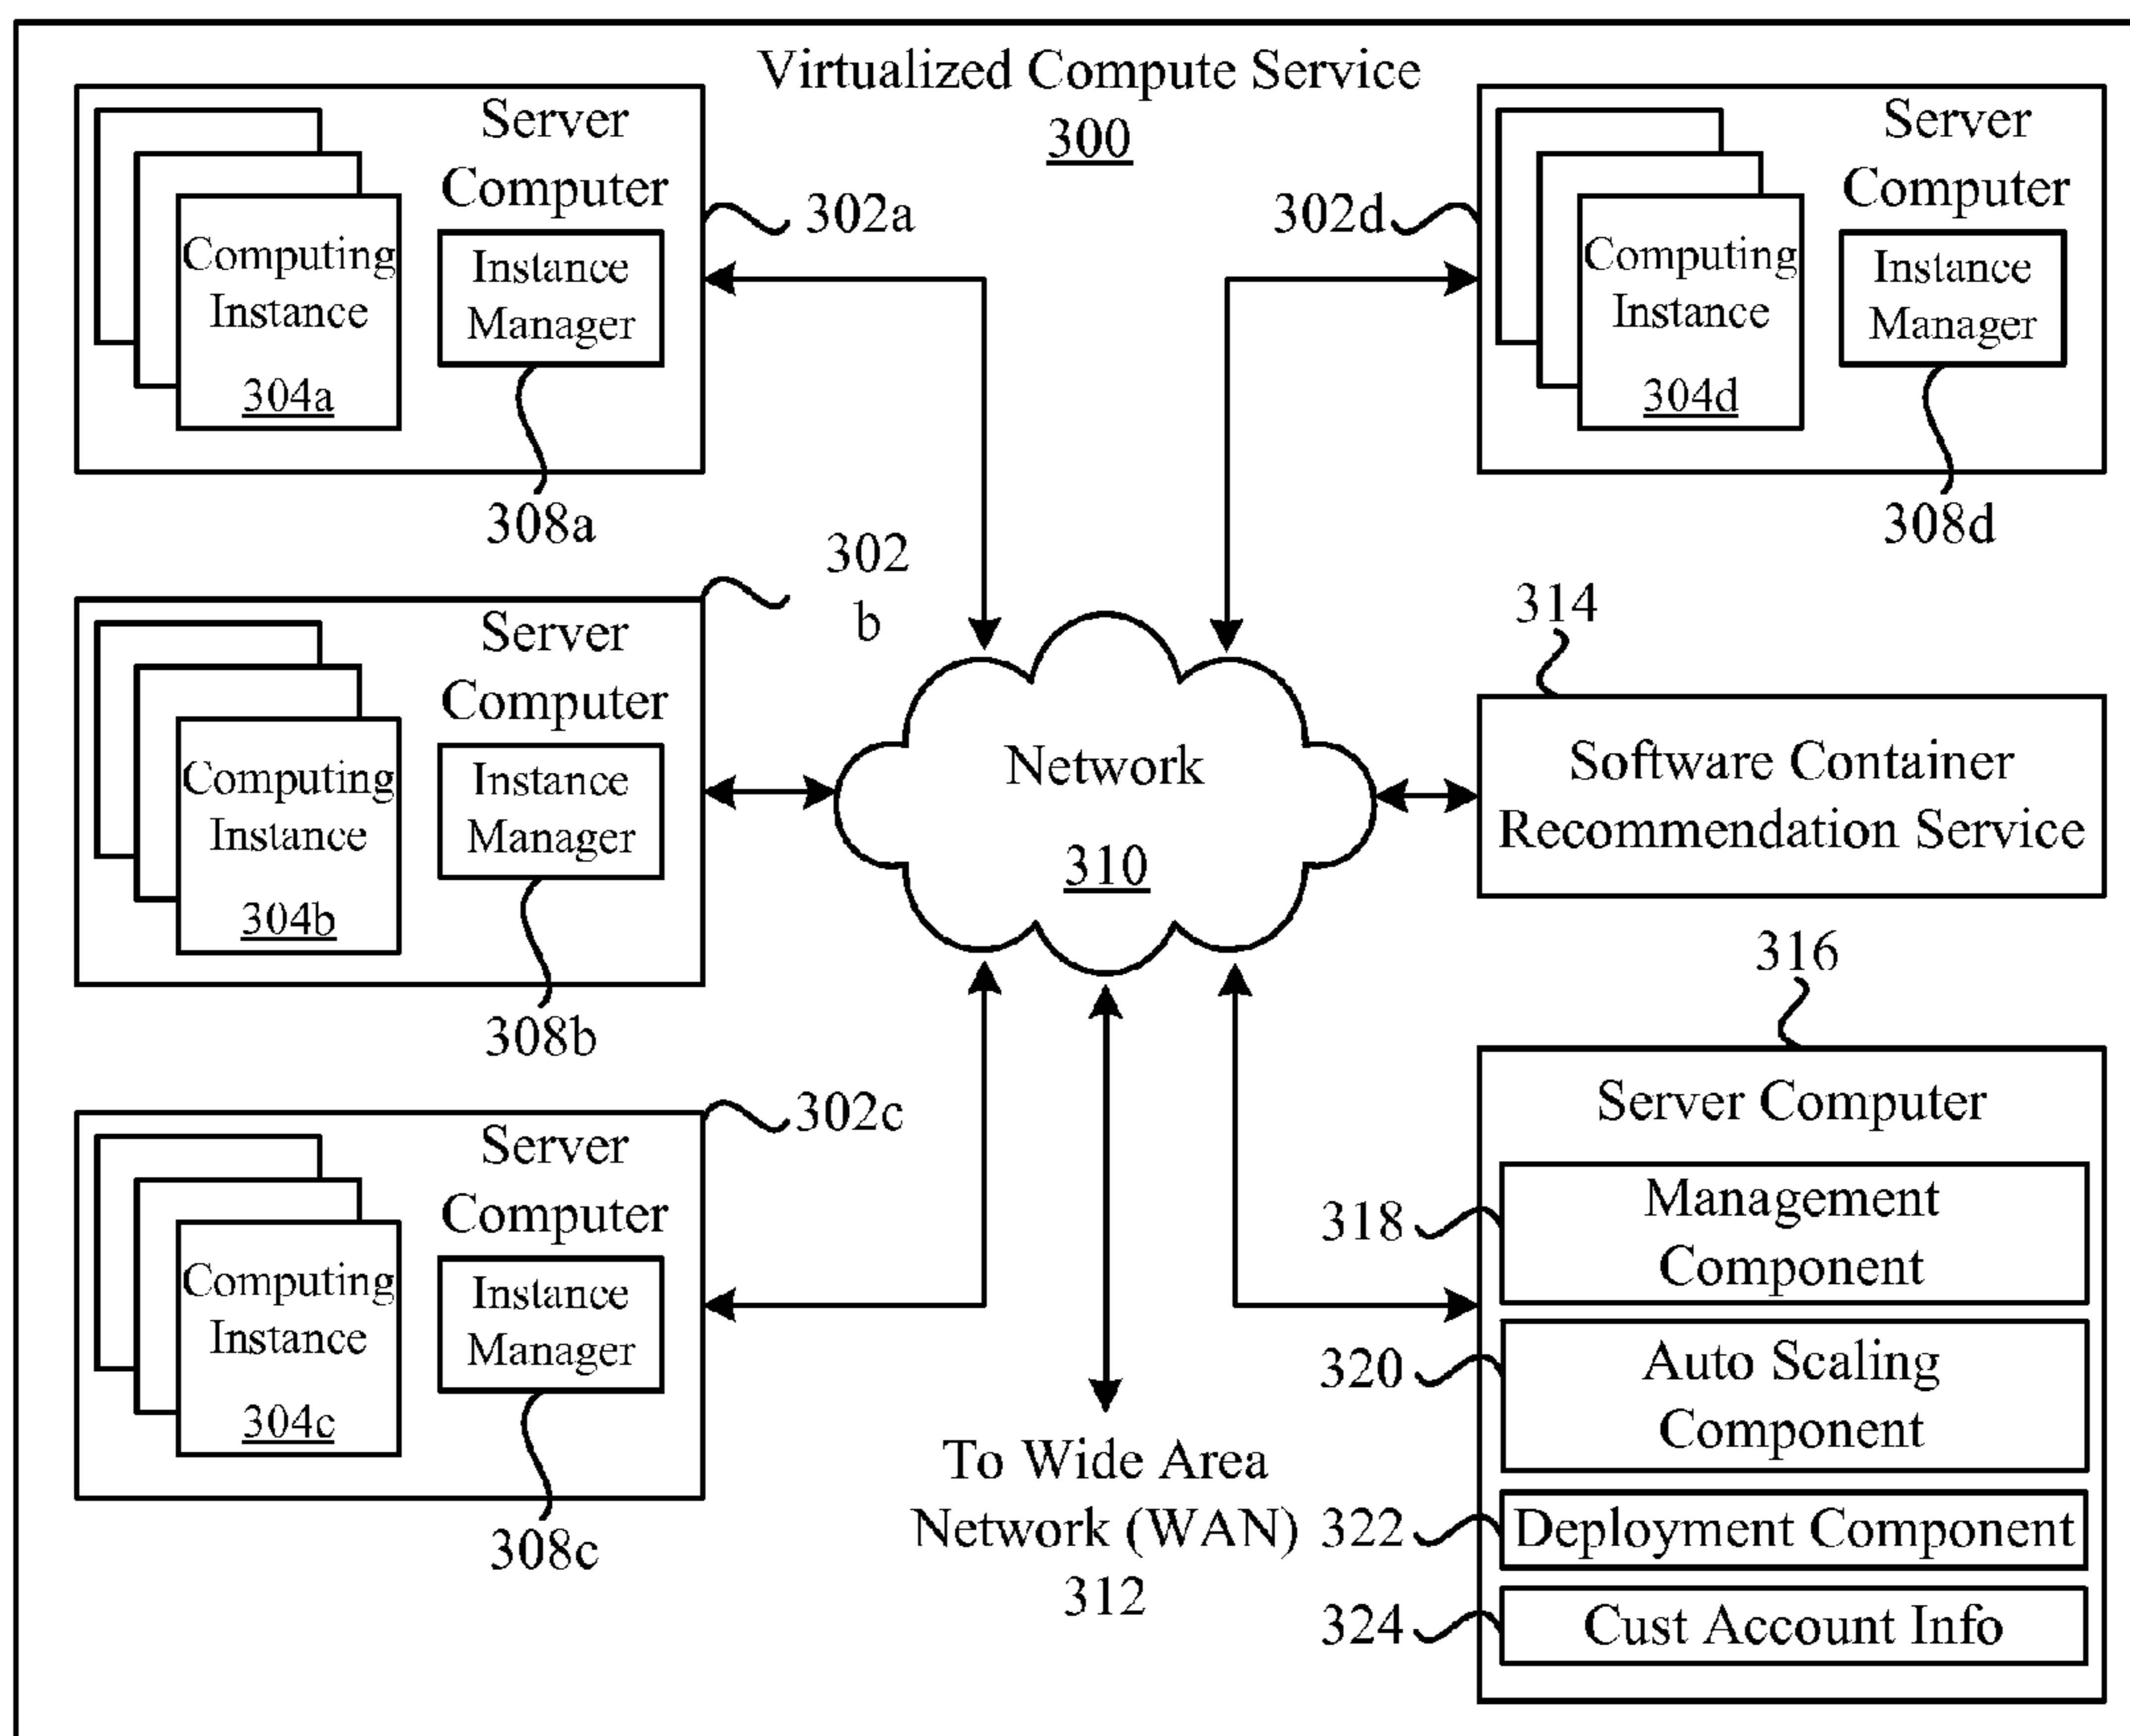 Virtualized Compute Service
300
Server
Computer
302a
Computing
Instance
304a
Instance
Manager
308a
302d
Server
Computer
Computing
Instance
304d
Instance
Manager
308d
302
b
Server
Computer
Computing
Instance
304b
Instance
Manager
308b
Network
310
314
Software Container
Recommendation Service
302c
Server
Computer
Computing
Instance
304c
Instance
Manager
308c
To Wide Area
Network (WAN)
312
316
Server Computer
318
Management
Component
320
Auto Scaling
Component
322
Deployment Component
324
Cust Account Info